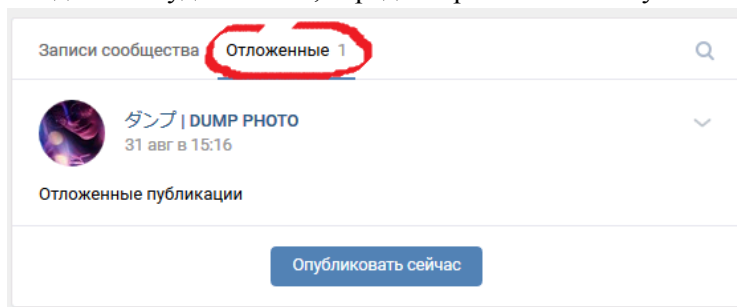 Записи сообщества Отложенные 1
ダンプ | DUMP PHOTO
31 авг в 15:16
Отложенные публикации
Опубликовать сейчас